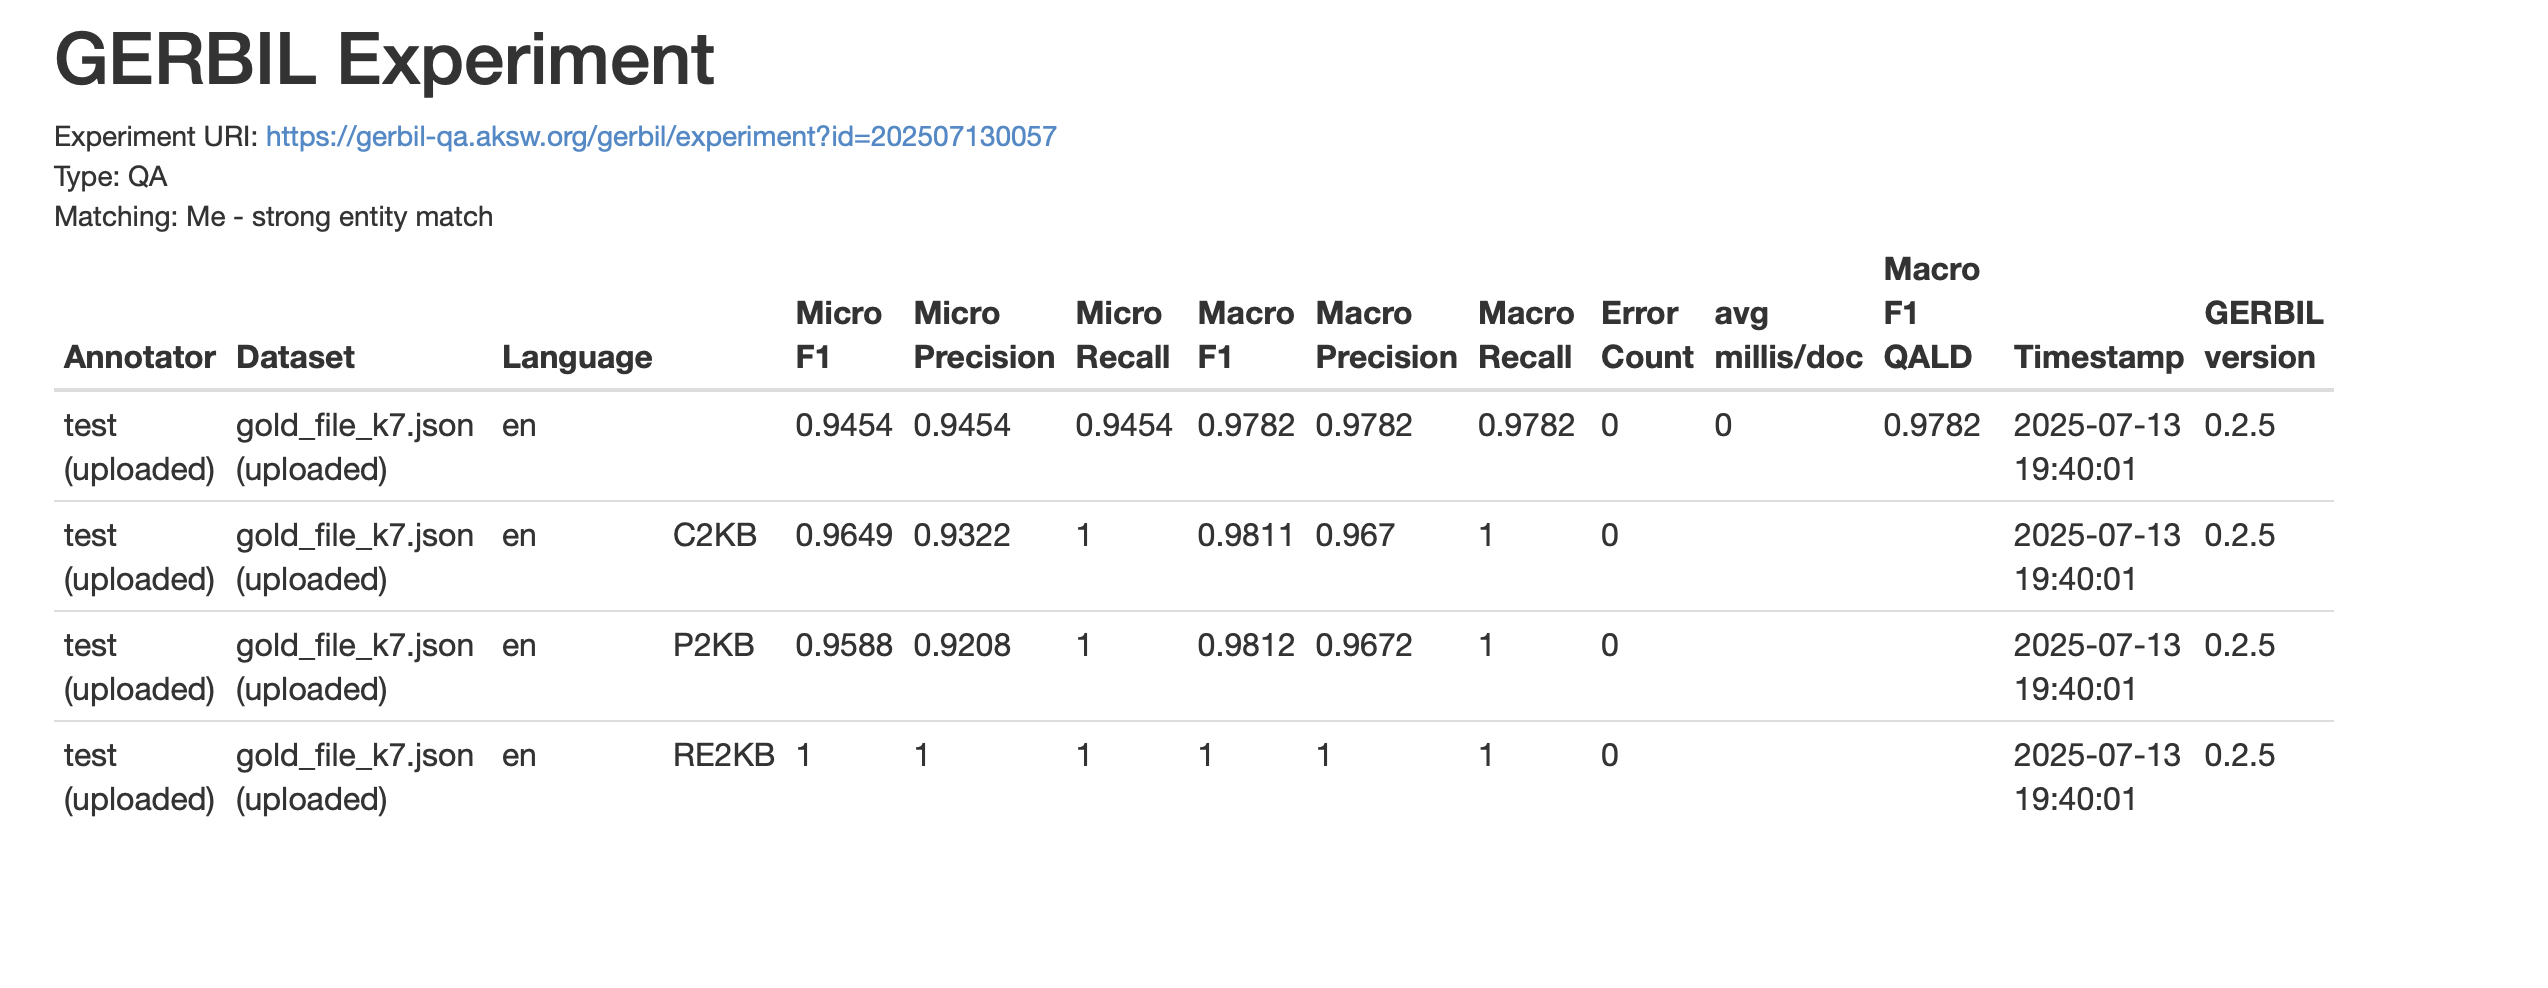 GERBIL Experiment
Experiment URI: https://gerbil-qa.aksw.org/gerbil/experiment?id=202507130057
Type: QA
Matching: Me - strong entity match
Annotator Dataset Language Micro F1 Micro Precision Micro Recall Macro F1 Macro Precision Macro Recall Error Count avg millis/doc Macro F1 QALD Timestamp GERBIL version
test (uploaded) gold_file_k7.json (uploaded) en 0.9454 0.9454 0.9454 0.9782 0.9782 0.9782 0 0 0.9782 2025-07-13 19:40:01 0.2.5
test (uploaded) gold_file_k7.json (uploaded) en C2KB 0.9649 0.9322 1 0.9811 0.967 1 0 2025-07-13 19:40:01 0.2.5
test (uploaded) gold_file_k7.json (uploaded) en P2KB 0.9588 0.9208 1 0.9812 0.9672 1 0 2025-07-13 19:40:01 0.2.5
test (uploaded) gold_file_k7.json (uploaded) en RE2KB 1 1 1 1 1 1 0 2025-07-13 19:40:01 0.2.5